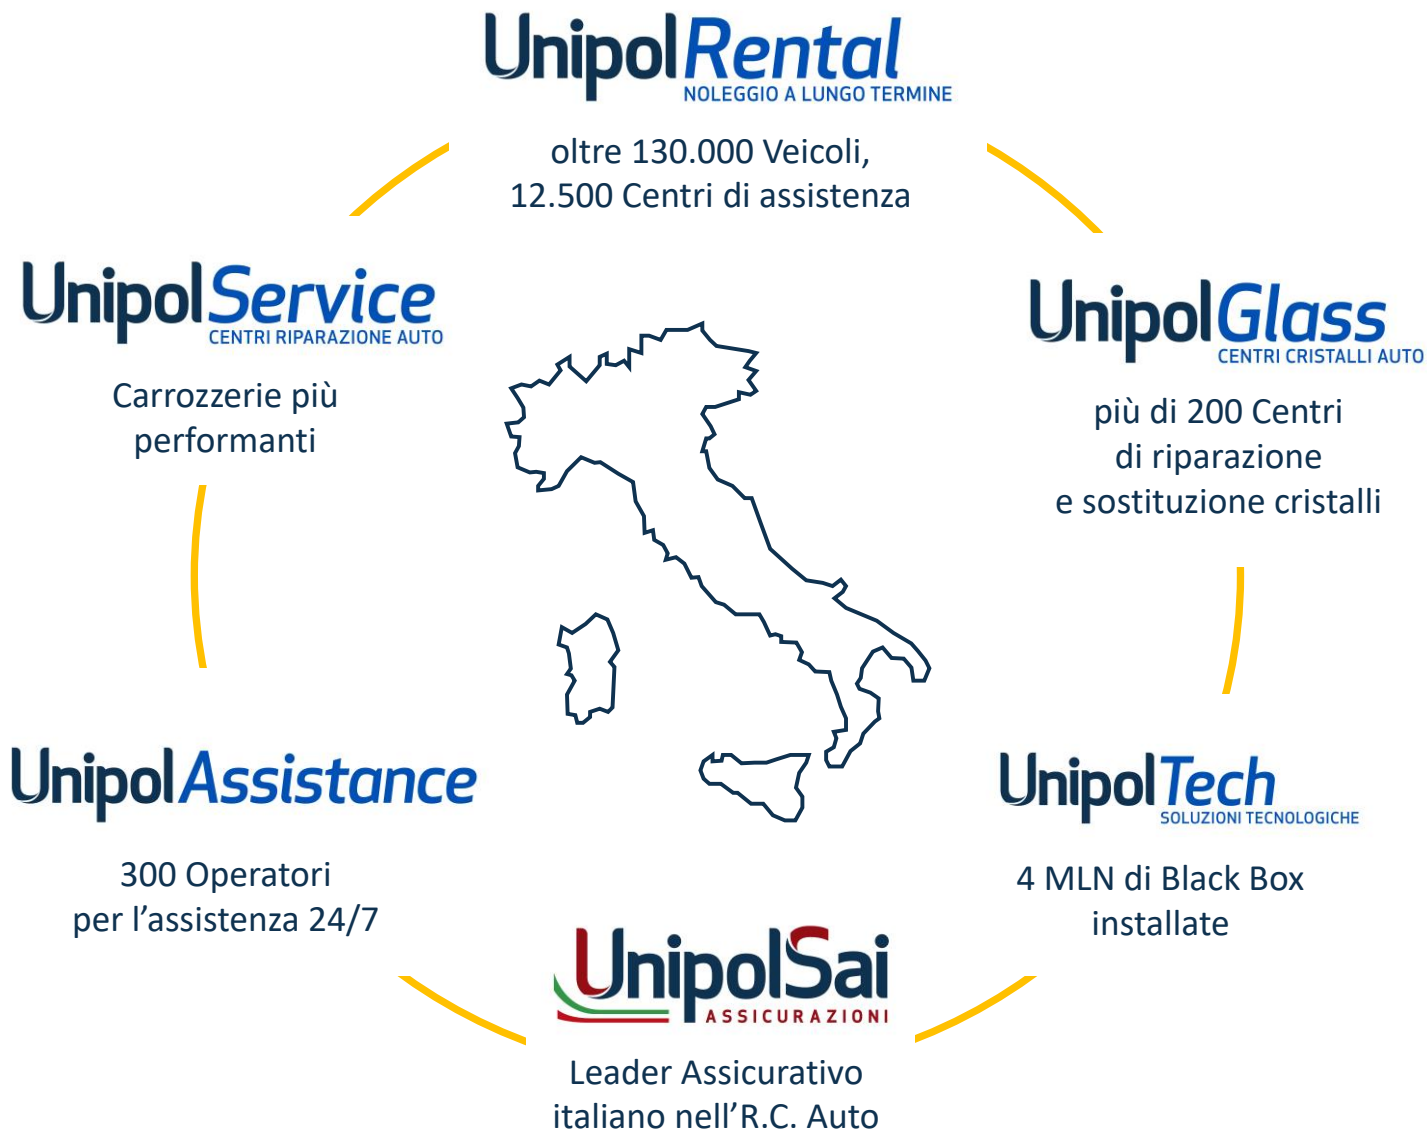 UnipolRental
NOLEGGIO A LUNGO TERMINE
oltre 130.000 Veicoli,
12.500 Centri di assistenza
UnipolService
CENTRI RIPARAZIONE AUTO
Carrozzerie più
performanti
UnipolGlass
CENTRI CRISTALLI AUTO
più di 200 Centri
di riparazione
e sostituzione cristalli
UnipolAssistance
300 Operatori
per l’assistenza 24/7
UnipolTech
SOLUZIONI TECNOLOGICHE
4 MLN di Black Box
installate
UnipolSai
ASSICURAZIONI
Leader Assicurativo
italiano nell’R.C. Auto